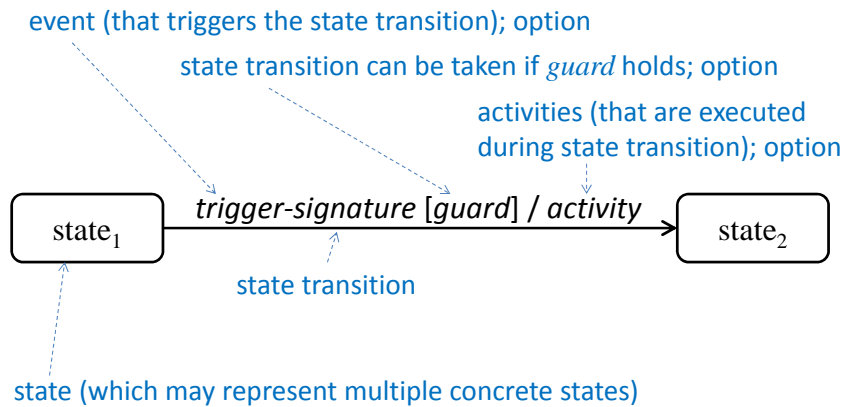 event (that triggers the state transition); option
state transition can be taken if guard holds; option
activities (that are executed
during state transition); option
trigger-signature [guard] / activity
state₁
state₂
state transition
state (which may represent multiple concrete states)